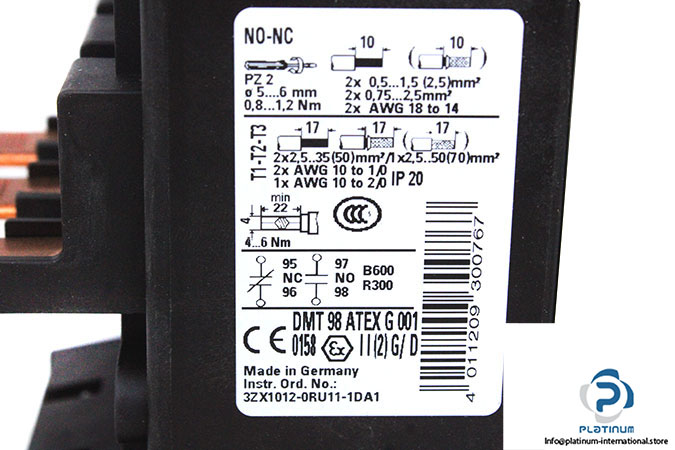 NO-NC
10
( 10 )
PZ 2
ø 5....6 mm
0,8...1,2 Nm
2x 0,5...1,5 (2,5)mm²
2x 0,75...2,5mm²
2x AWG 18 to 14
T1-T2-T3
17
17
( 17 )
2x2,5..35(50)mm²/1x2,5..50(70)mm²
2x AWG 10 to 1/0
1x AWG 10 to 2/0 IP 20
min
22
4
4...6 Nm
CCC
95
NC
96
97
NO
98
B600
R300
DMT 98 ATEX G 001
CE 0158 Ex II (2) G/ D
Made in Germany
Instr. Ord. No.:
3ZX1012-0RU11-1DA1
4 011209 300767
PLATINUM
Info@platinum-international.store